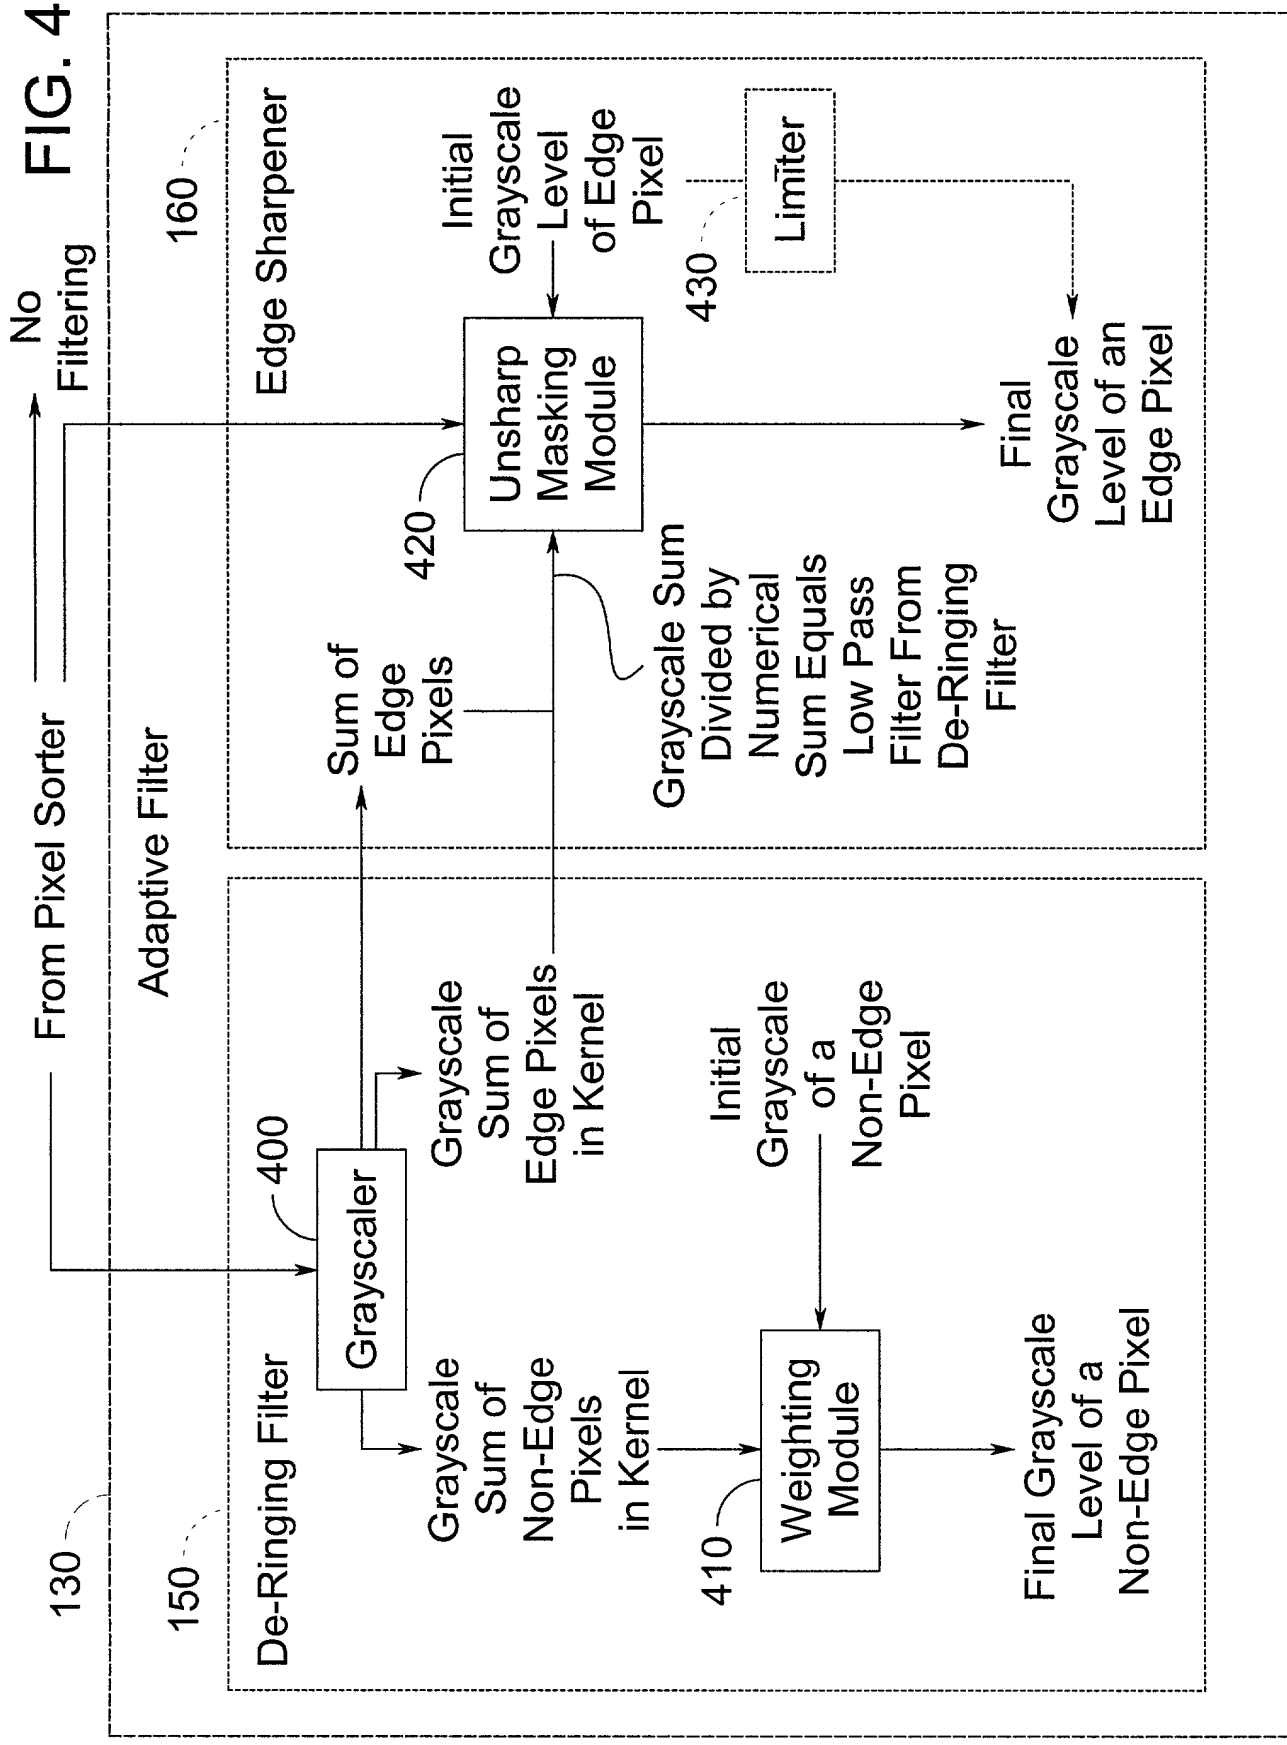 FIG. 4
From Pixel Sorter
No
Filtering
130
Adaptive Filter
150
De-Ringing Filter
400
Grayscaler
Grayscale
Sum of
Non-Edge
Pixels
in Kernel
Grayscale
Sum of
Edge Pixels
in Kernel
410
Weighting
Module
Initial
Grayscale
of a
Non-Edge
Pixel
Final Grayscale
Level of a
Non-Edge Pixel
160
Edge Sharpener
Sum of
Edge
Pixels
420
Unsharp
Masking
Module
Initial
Grayscale
Level
of Edge
Pixel
Grayscale Sum
Divided by
Numerical
Sum Equals
Low Pass
Filter From
De-Ringing
Filter
430
Limiter
Final
Grayscale
Level of an
Edge Pixel